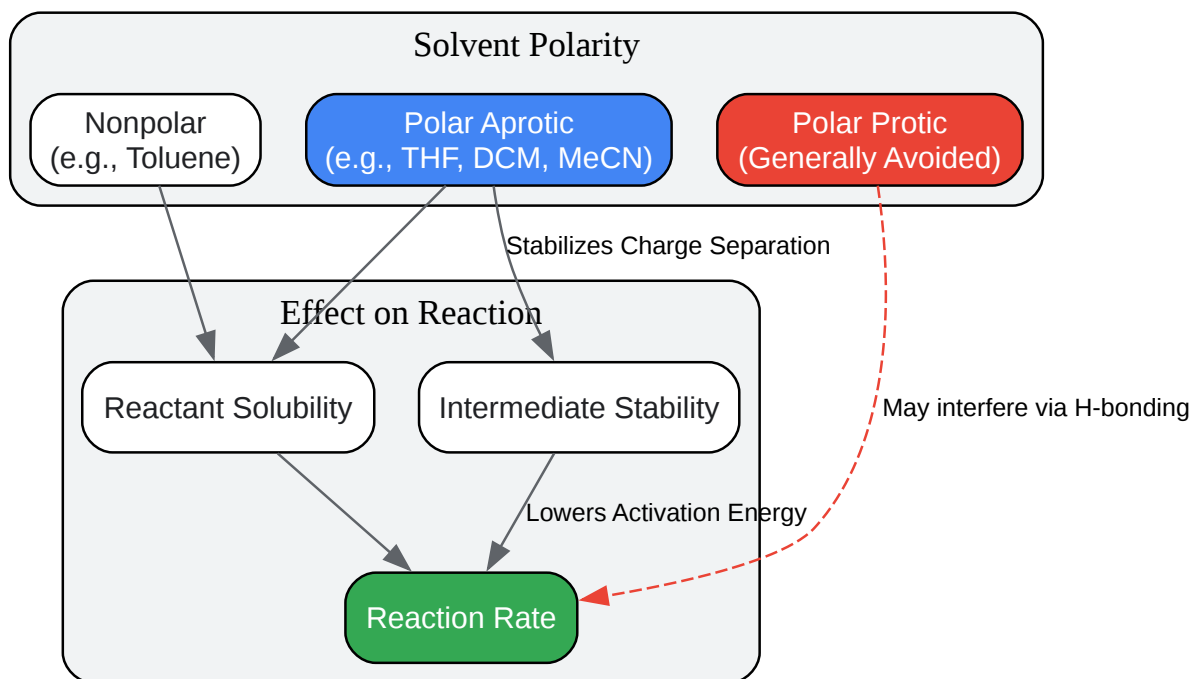 Solvent Polarity
Nonpolar
(e.g., Toluene)
Polar Aprotic
(e.g., THF, DCM, MeCN)
Polar Protic
(Generally Avoided)
Stabilizes Charge Separation
Effect on Reaction
Reactant Solubility
Intermediate Stability
May interfere via H-bonding
Lowers Activation Energy
Reaction Rate